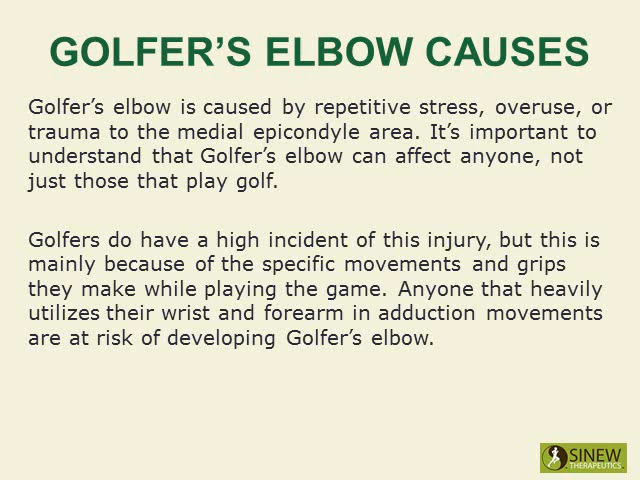 GOLFER’S ELBOW CAUSES
Golfer’s elbow is caused by repetitive stress, overuse, or
trauma to the medial epicondyle area. It’s important to
understand that Golfer’s elbow can affect anyone, not
just those that play golf.
Golfers do have a high incident of this injury, but this is
mainly because of the specific movements and grips
they make while playing the game. Anyone that heavily
utilizes their wrist and forearm in adduction movements
are at risk of developing Golfer’s elbow.
SINEW
THERAPEUTICS